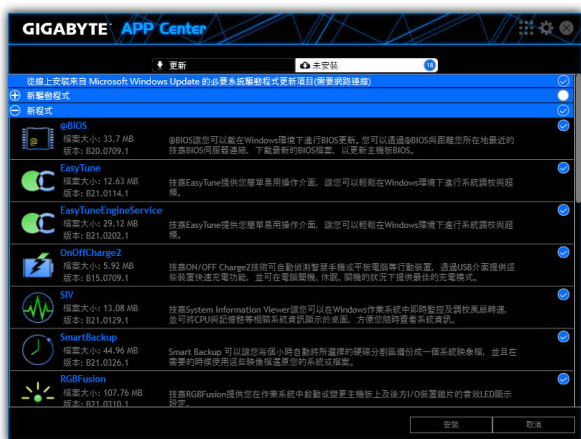 GIGABYTE APP Center
更新
未安裝 18
從線上安裝來自 Microsoft Windows Update 的必要系統驅動程式更新項目(需要網路連線)
新驅動程式
新程式
@BIOS
檔案大小: 33.7 MB
版本: B20.0709.1
@BIOS讓您可以載在Windows環境下進行BIOS更新。您可以透過@BIOS與距離您所在地最近的
技嘉BIOS伺服器連結、下載最新的BIOS檔案，以更新主機板BIOS。
EasyTune
檔案大小: 12.63 MB
版本: B21.0114.1
技嘉EasyTune提供您簡單易用操作介面，讓您可以輕鬆在Windows環境下進行系統調校與超
頻。
EasyTuneEngineService
檔案大小: 29.12 MB
版本: B21.0202.1
技嘉EasyTune提供您簡單易用操作介面，讓您可以輕鬆在Windows環境下進行系統調校與超
頻。
OnOffCharge2
檔案大小: 5.92 MB
版本: B15.0709.1
技嘉ON/OFF Charge2技術可自動偵測智慧手機或平板電腦等行動裝置，透過USB介面提供這
些裝置快速充電功能，並可在電腦開機、休眠、關機的狀況下提供最佳的充電模式。
SIV
檔案大小: 13.08 MB
版本: B21.0129.1
技嘉System Information Viewer讓您可以在Windows作業系統中即時監控及調校風扇轉速，
並可將CPU與記憶體等相關系統資訊顯示於桌面，方便您隨時查看系統資訊。
SmartBackup
檔案大小: 44.96 MB
版本: B21.0326.1
Smart Backup 可以讓您每個小時自動將所選擇的硬碟分割區備份成一個系統映象檔，並且在
需要的時候使用這些映像檔還原您的系統或檔案。
RGBFusion
檔案大小: 107.76 MB
版本: B21.0310.1
技嘉RGBFusion提供您在作業系統中啟動或變更主機板上及後方I/O裝置鐵片的音效LED顯示
設定。
安裝
取消